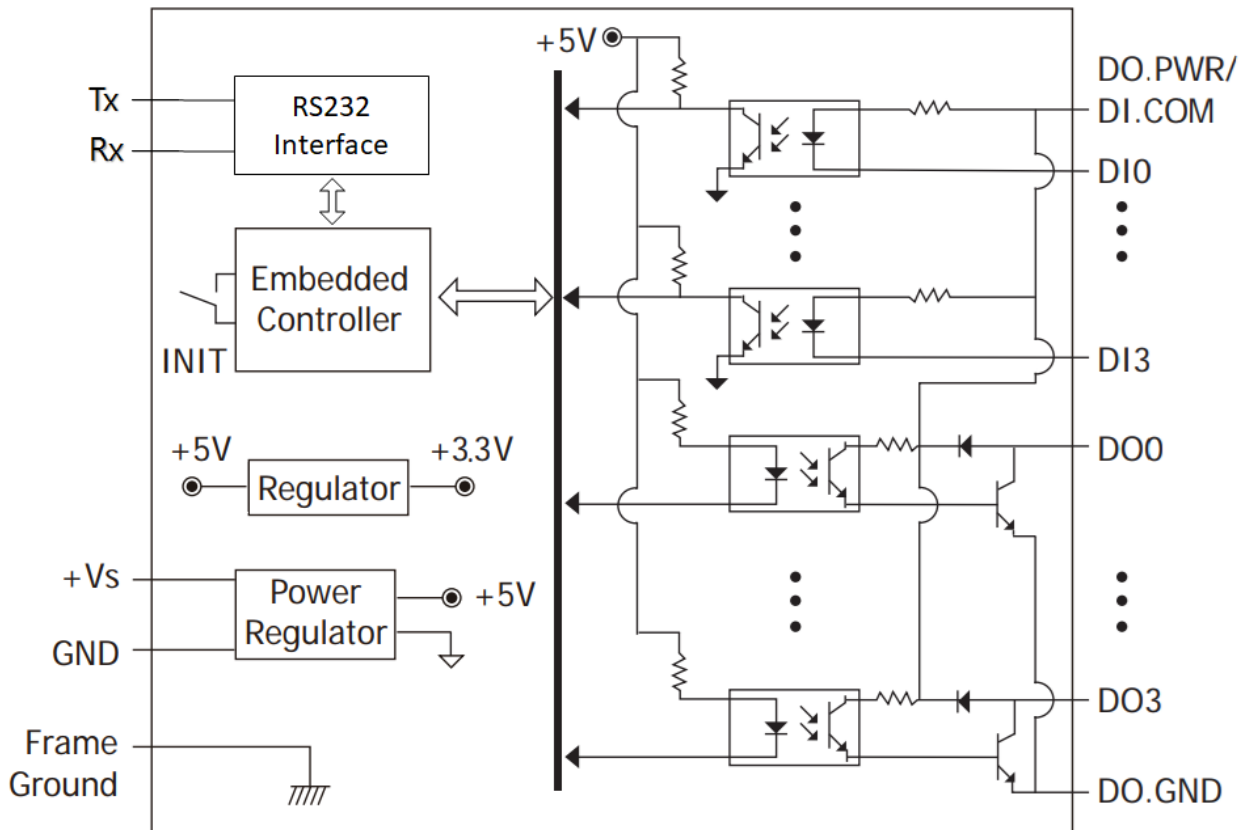 +5V
DO.PWR/
DI.COM
Tx
Rx
RS232
Interface
DI0
Embedded
Controller
INIT
DI3
+5V
+3.3V
Regulator
DO0
+Vs
Power
Regulator
+5V
GND
DO3
Frame
Ground
DO.GND